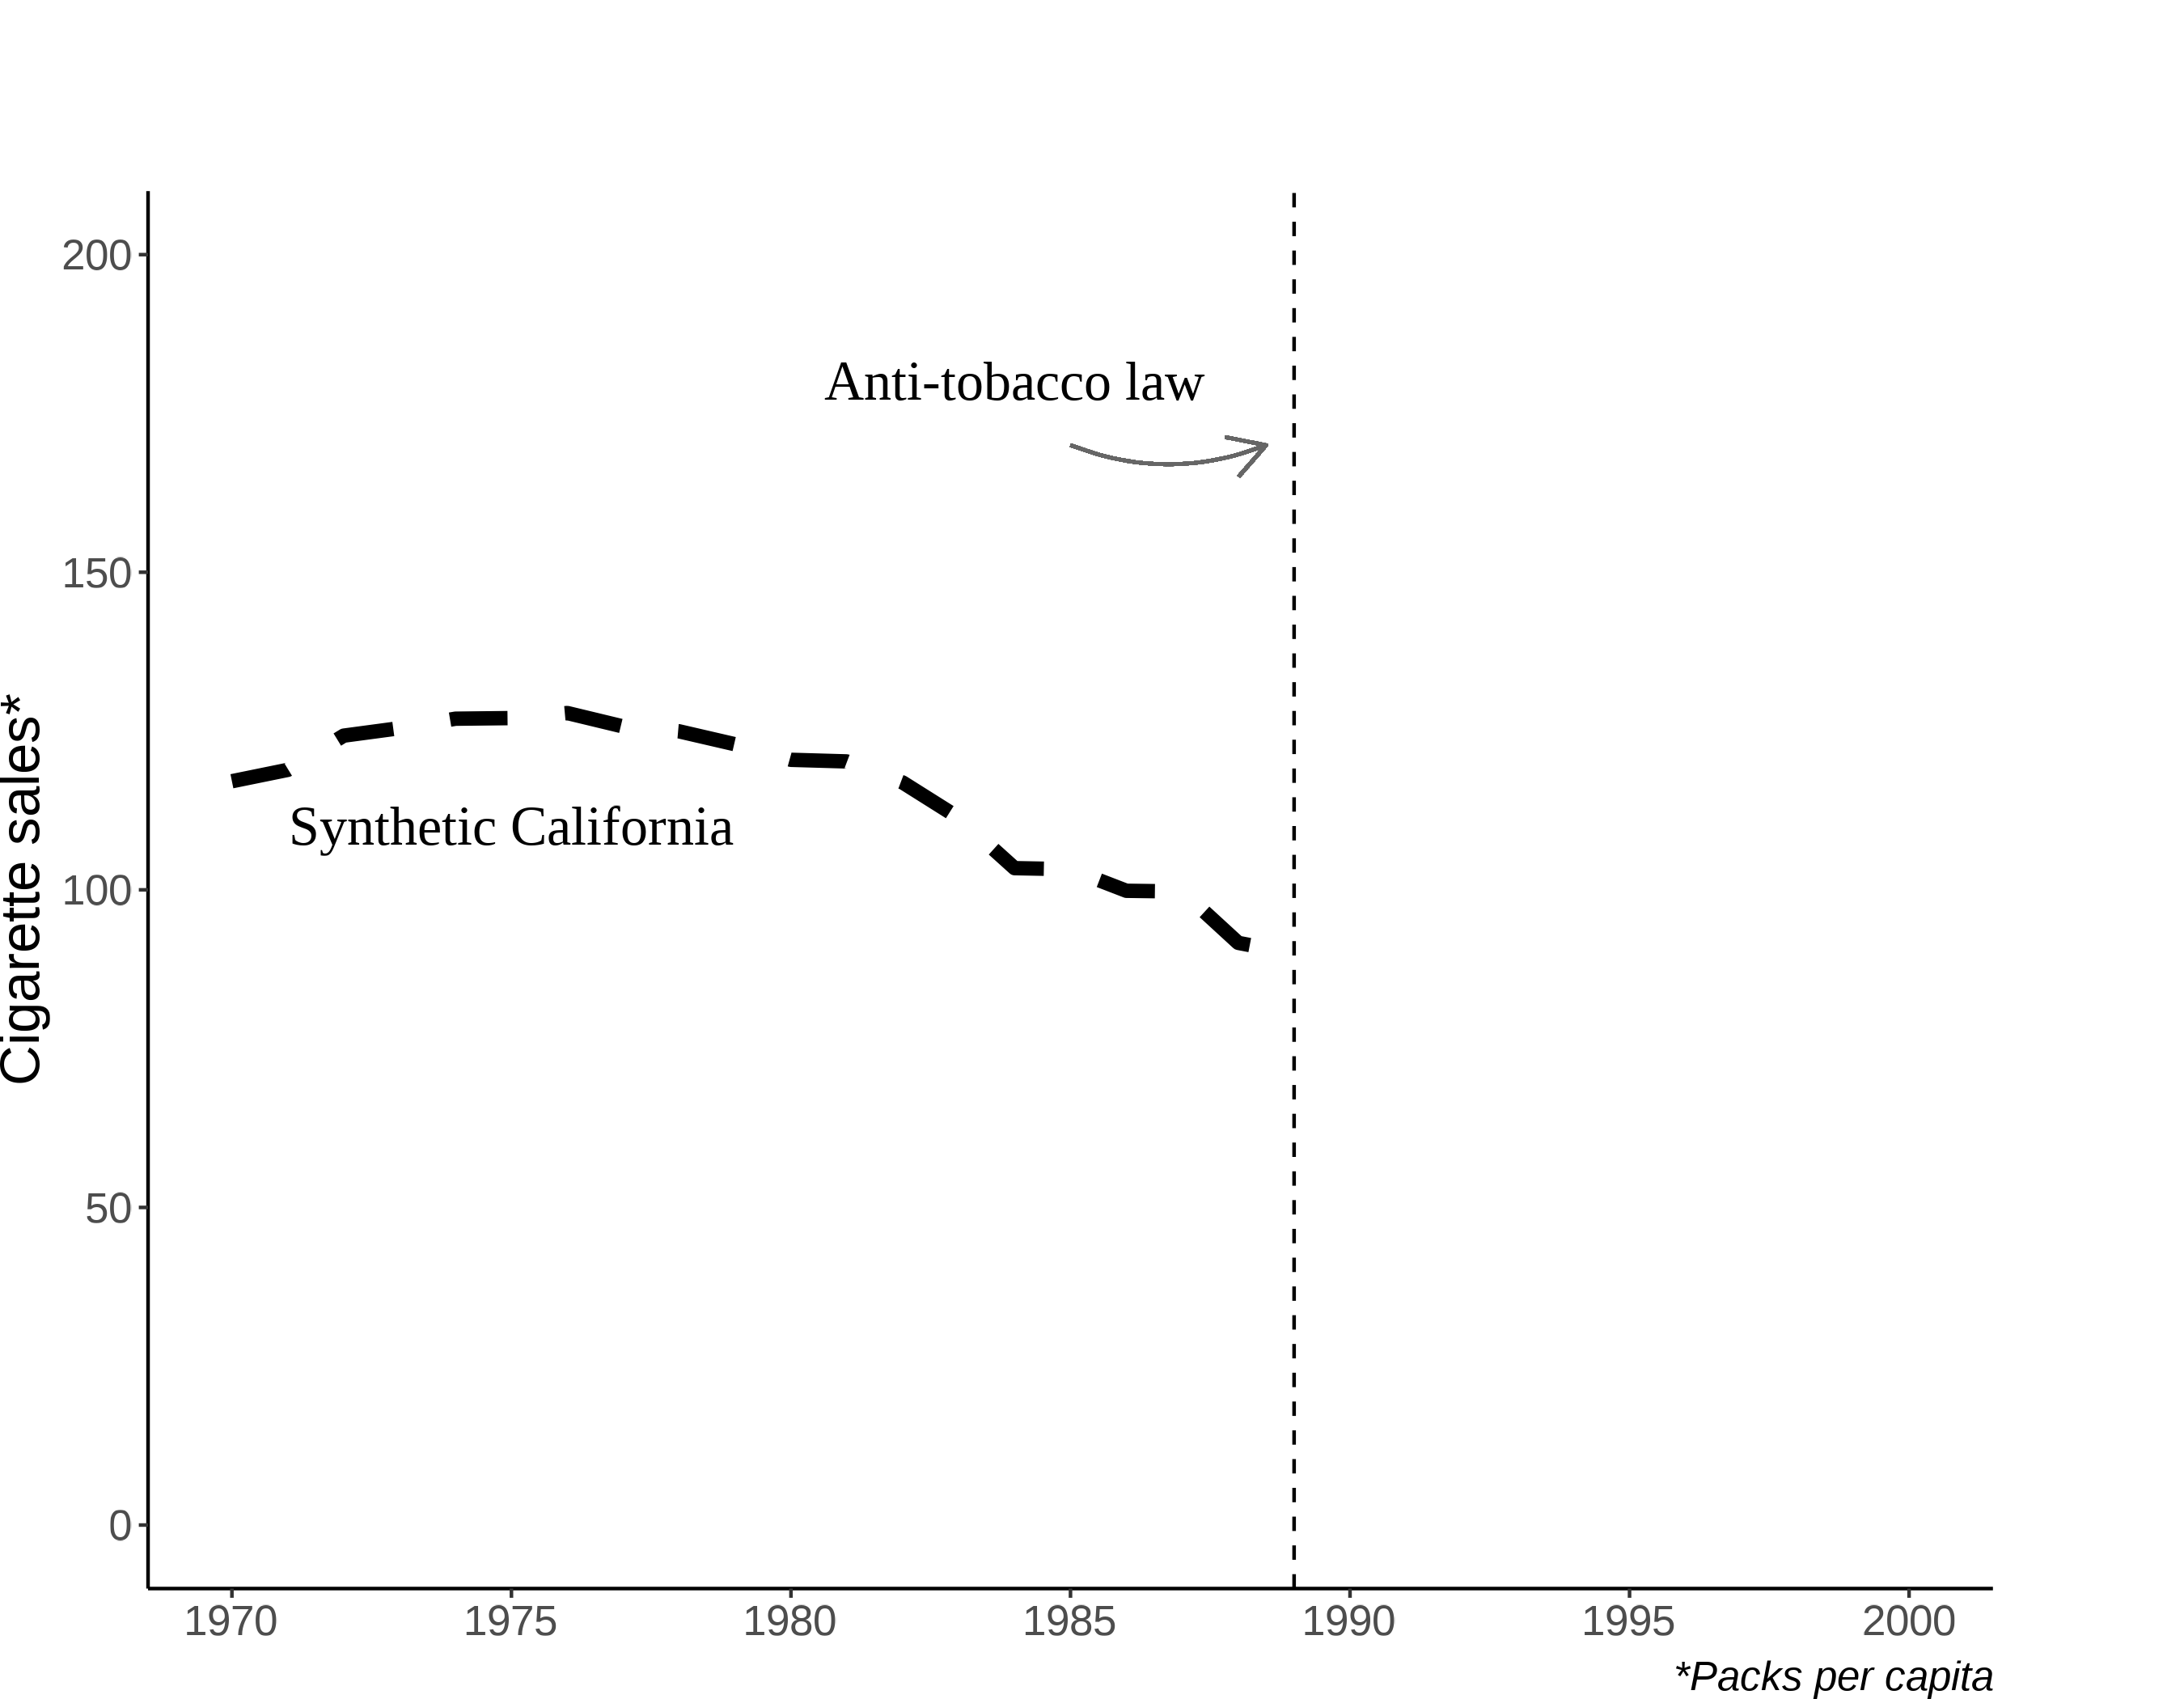 200
Anti-tobacco law
150
Synthetic California
100
50
0
Cigarette sales*
1970 1975 1980 1985 1990 1995 2000
*Packs per capita